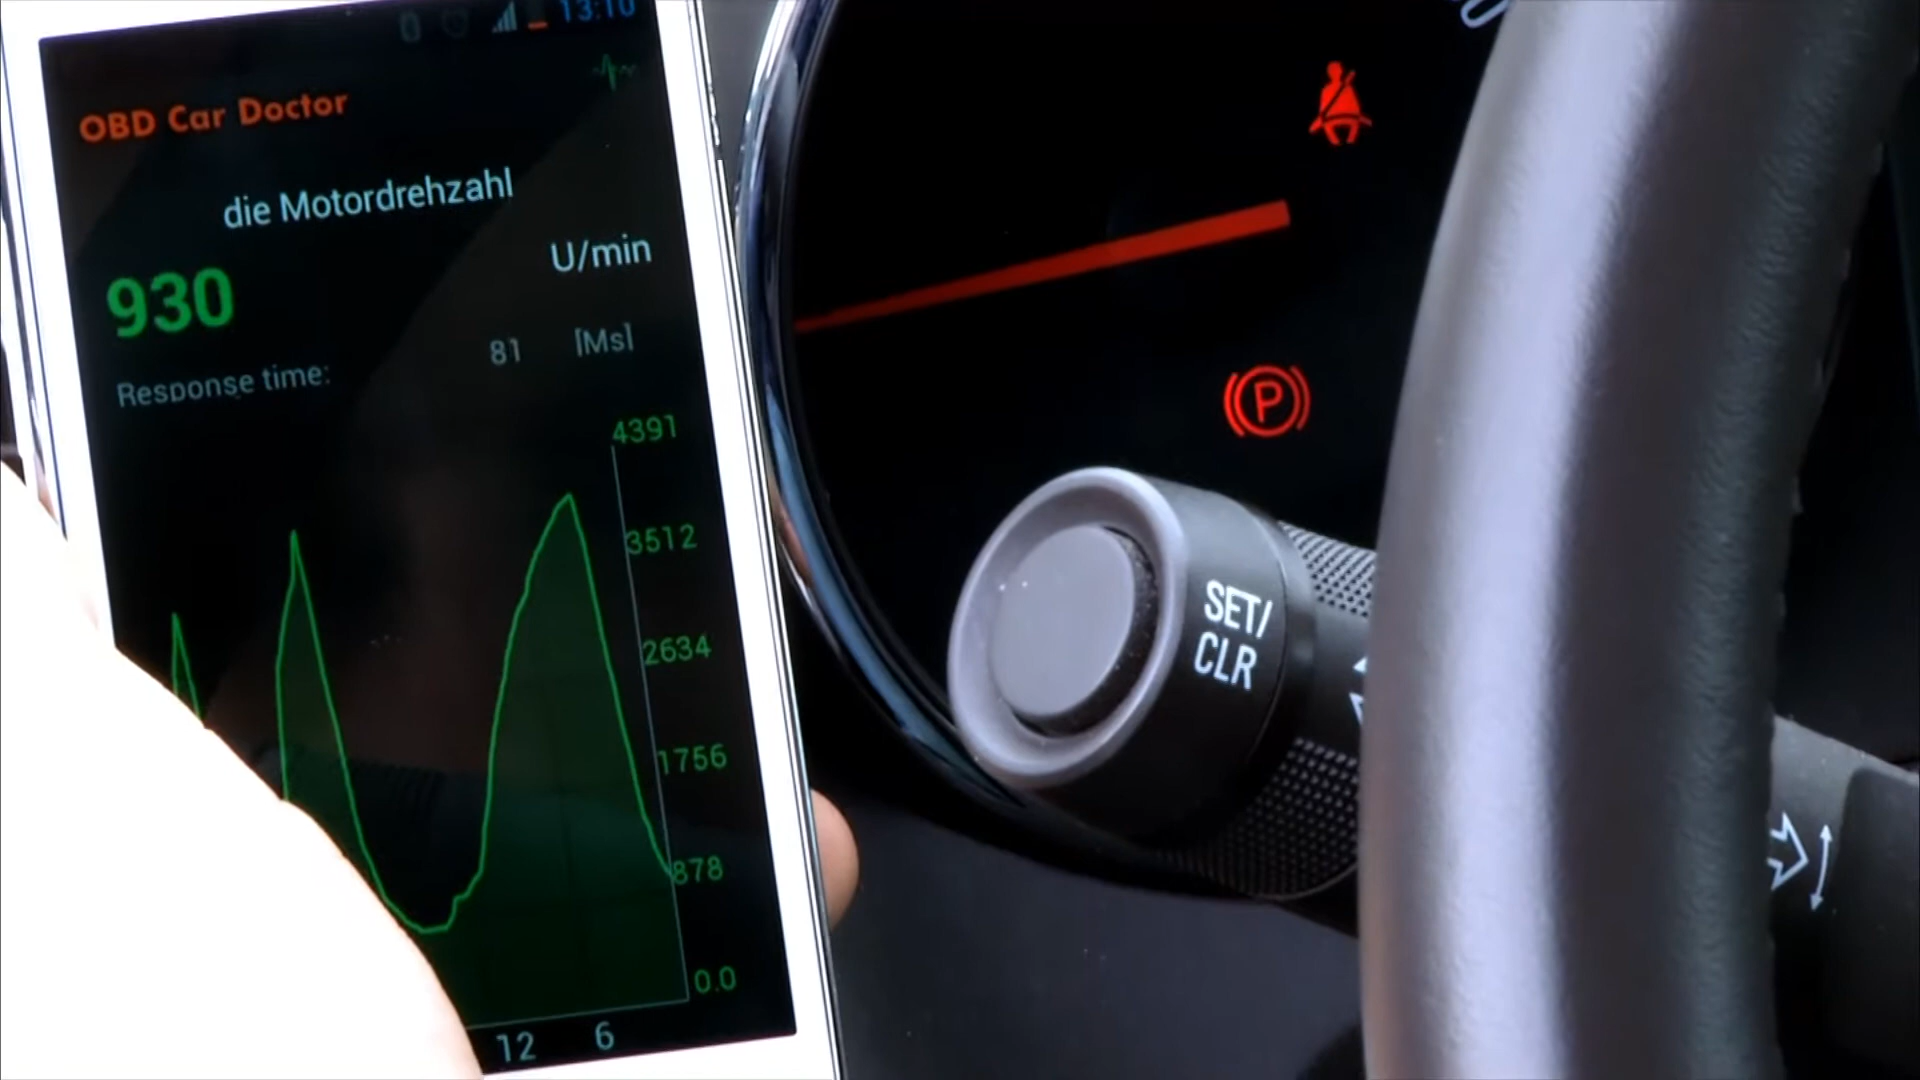 13:10
OBD Car Doctor
die Motordrehzahl
U/min
930
Response time: 81 [Ms]
4391
3512
2634
1756
878
0.0
12 6
P
SET/
CLR